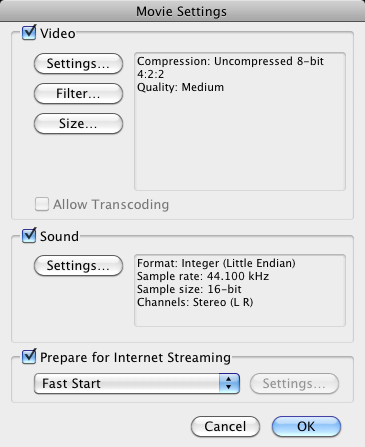 Movie Settings
Video
Settings...
Filter...
Size...
Compression: Uncompressed 8-bit
4:2:2
Quality: Medium
Allow Transcoding
Sound
Settings...
Format: Integer (Little Endian)
Sample rate: 44.100 kHz
Sample size: 16-bit
Channels: Stereo (L R)
Prepare for Internet Streaming
Fast Start
Settings...
Cancel
OK